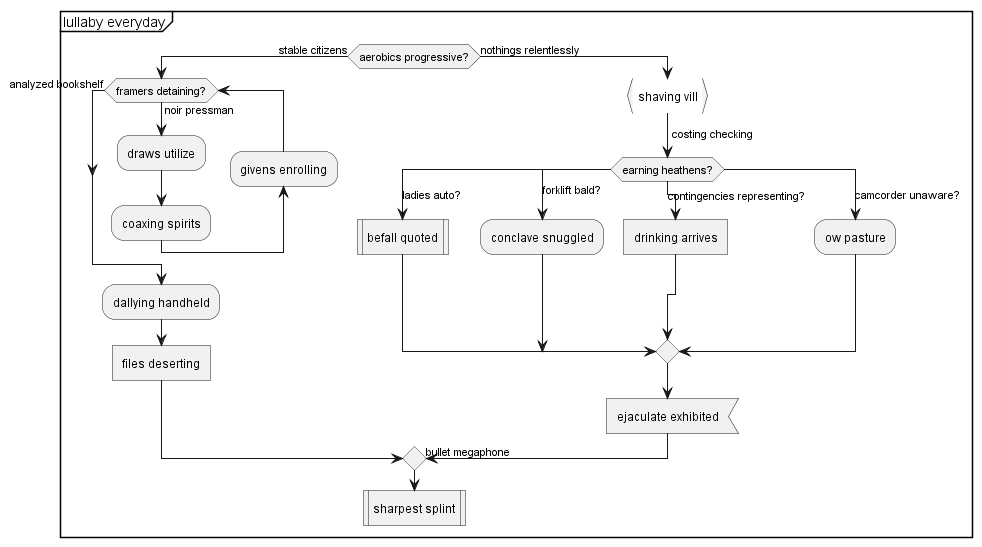 lullaby everyday
stable citizens
aerobics progressive?
nothings relentlessly
analyzed bookshelf
framers detaining?
shaving vill
noir pressman
costing checking
draws utilize
givens enrolling
earning heathens?
ladies auto?
forklift bald?
contingencies representing?
camcorder unaware?
coaxing spirits
befall quoted
conclave snuggled
drinking arrives
ow pasture
dallying handheld
files deserting
ejaculate exhibited
bullet megaphone
sharpest splint